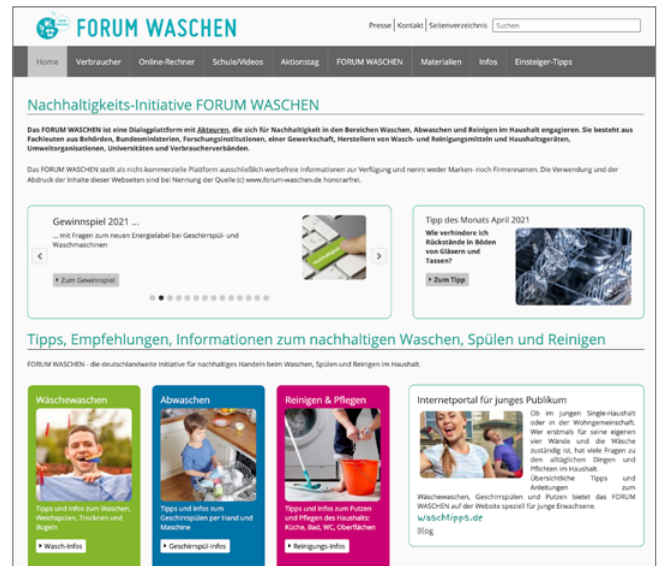 FORUM WASCHEN
Presse | Kontakt | Seitenverzeichnis
Suchen
Home Verbraucher Online-Rechner Schule/Videos Aktionstag FORUM WASCHEN Materialien Infos Einsteiger-Tipps
Nachhaltigkeits-Initiative FORUM WASCHEN
Das FORUM WASCHEN ist eine Dialogplattform mit Akteuren, die sich für Nachhaltigkeit in den Bereichen Waschen, Abwaschen und Reinigen im Haushalt engagieren. Sie besteht aus
Fachleuten aus Behörden, Bundesministerien, Forschungsinstitutionen, einer Gewerkschaft, Herstellern von Wasch- und Reinigungsmitteln und Haushaltsgeräten,
Umweltorganisationen, Universitäten und Verbraucherverbänden.
Das FORUM WASCHEN stellt als nicht-kommerzielle Plattform ausschließlich werbefreie Informationen zur Verfügung und nennt weder Marken- noch Firmennamen. Die Verwendung und der
Abdruck der Inhalte dieser Webseiten sind bei Nennung der Quelle (c) www.forum-waschen.de honorarfrei.
Gewinnspiel 2021 ...
... mit Fragen zum neuen Energielabel bei Geschirrspül- und
Waschmaschinen
Zum Gewinnspiel
Tipp des Monats April 2021
Wie verhindere ich
Rückstände in Böden
von Gläsern und
Tassen?
Zum Tipp
Tipps, Empfehlungen, Informationen zum nachhaltigen Waschen, Spülen und Reinigen
FORUM WASCHEN - die deutschlandweite Initiative für nachhaltiges Handeln beim Waschen, Spülen und Reinigen im Haushalt.
Wäschewaschen
Tipps und Infos zum Waschen,
Weichspülen, Trocknen und
Bügeln
Wasch-Infos
Abwaschen
Tipps und Infos zum
Geschirrspülen per Hand und
Maschine
Geschirrspül-Infos
Reinigen & Pflegen
Tipps und Infos zum Putzen
und Pflegen des Haushalts:
Küche, Bad, WC, Oberflächen
Reinigungs-Infos
Internetportal für junges Publikum
Ob im jungen Single-Haushalt
oder in der Wohngemeinschaft.
Wer erstmals für seine eigenen
vier Wände und die Wäsche
zuständig ist, hat viele Fragen zu
den alltäglichen Dingen und
Pflichten im Haushalt.
Übersichtliche Tipps und
Anleitungen zum
Wäschewaschen, Geschirrspülen und Putzen bietet das FORUM
WASCHEN auf der Website speziell für junge Erwachsene.
waschtipps.de
Blog